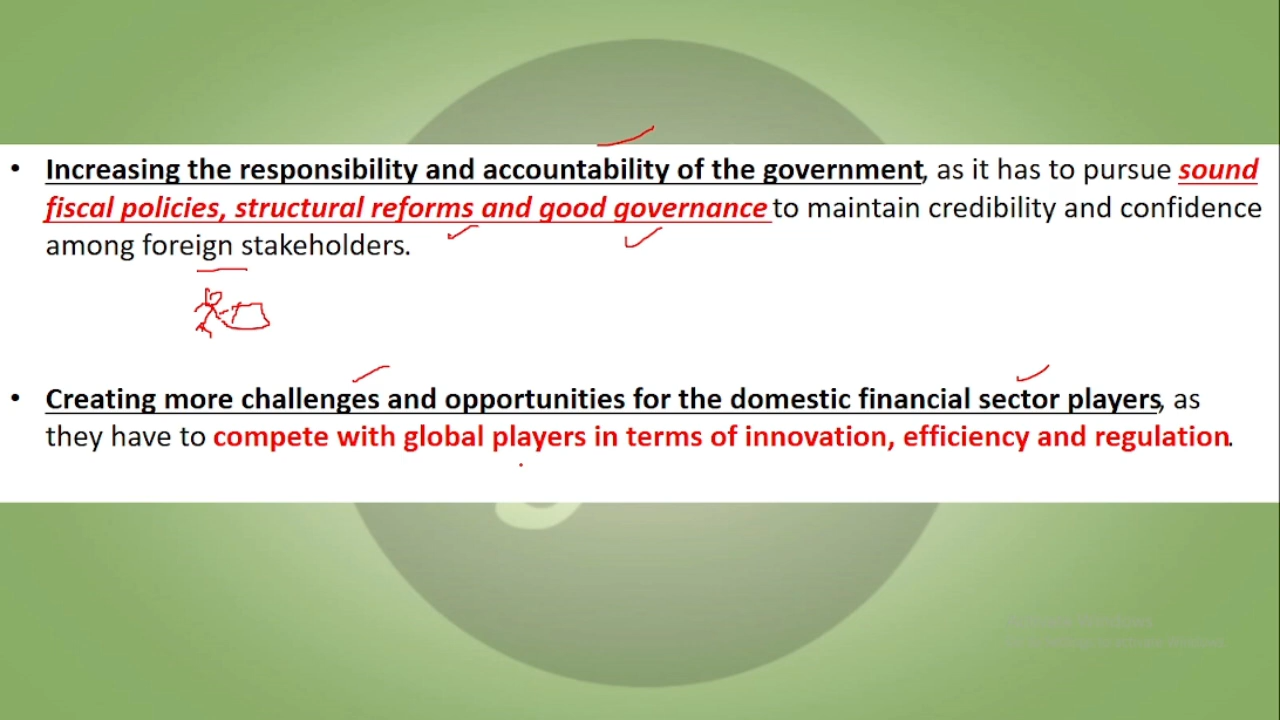 • Increasing the responsibility and accountability of the government, as it has to pursue sound
fiscal policies, structural reforms and good governance to maintain credibility and confidence
among foreign stakeholders.
• Creating more challenges and opportunities for the domestic financial sector players, as
they have to compete with global players in terms of innovation, efficiency and regulation.